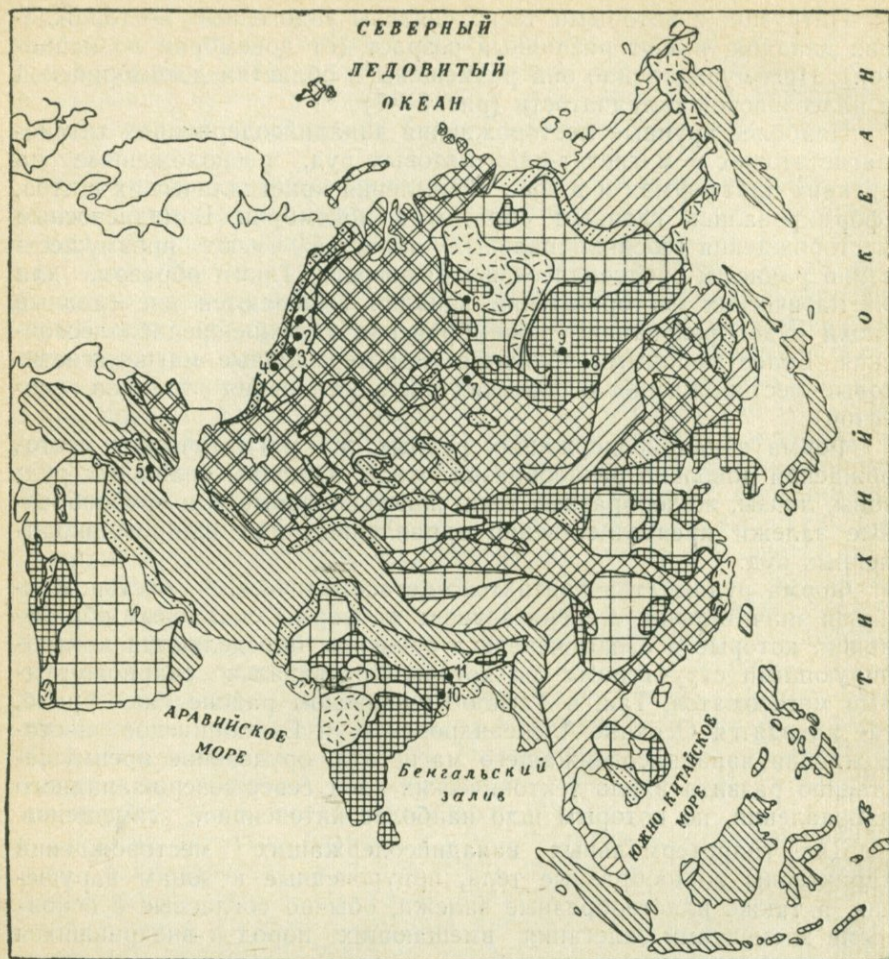 СЕВЕРНЫЙ
ЛЕДОВИТЫЙ
ОКЕАН
ТИХИЙ ОКЕАН
1
2
3
4
5
6
7
9
8
11
10
АРАВИЙСКОЕ
МОРЕ
Бенгальский
залив
ЮЖНО-КИТАЙСКОЕ
МОРЕ